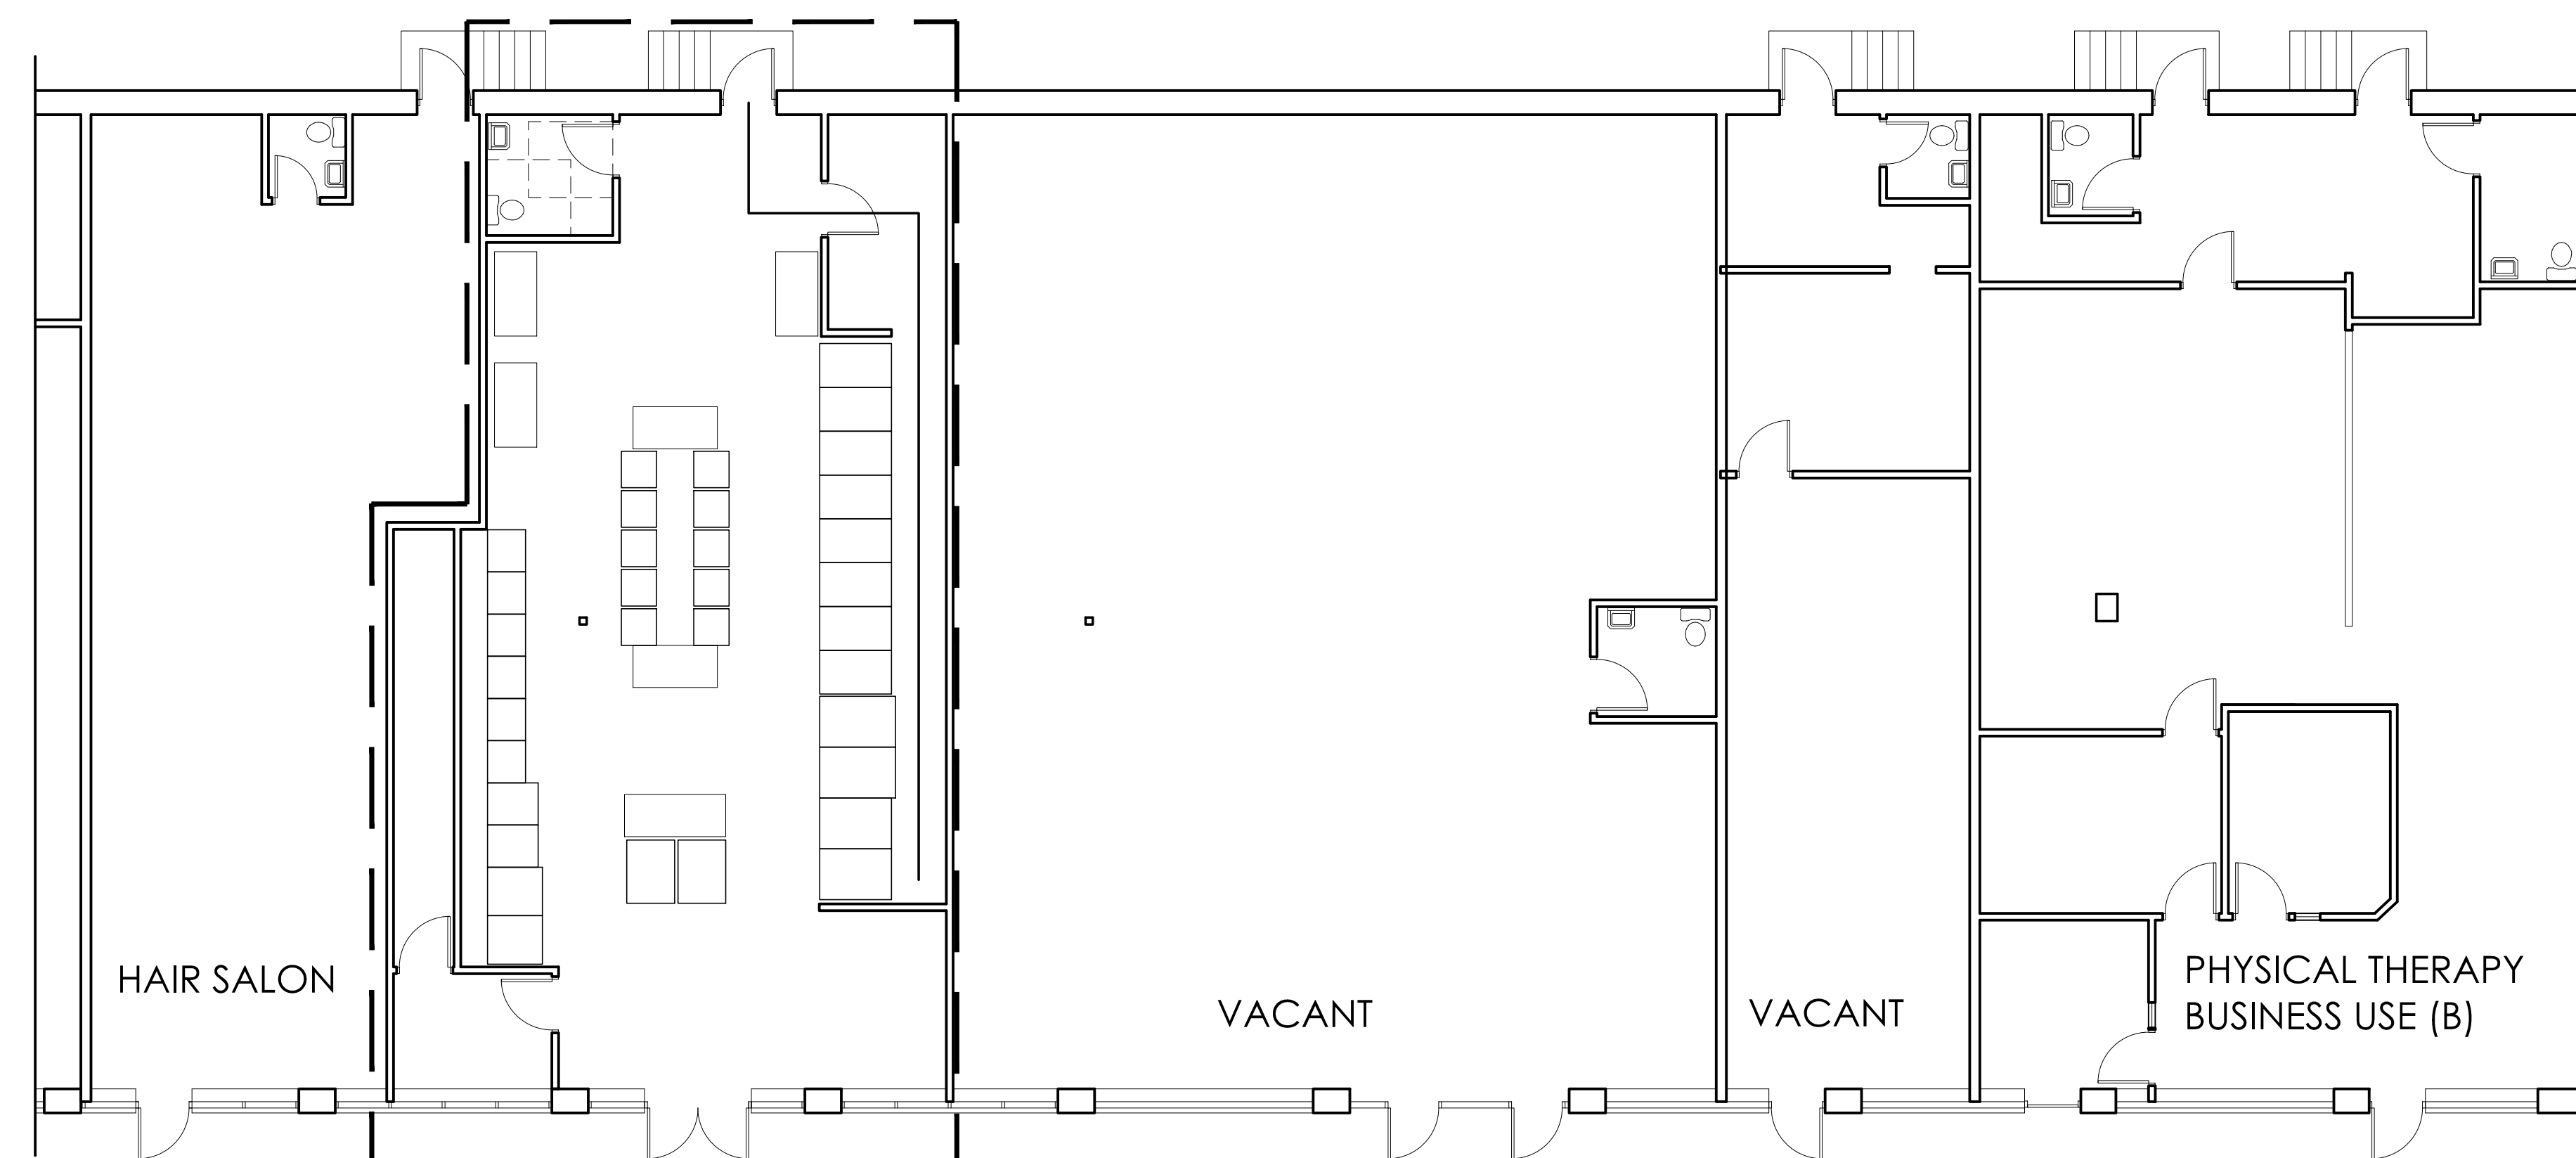 HAIR SALON
VACANT
VACANT
PHYSICAL THERAPY
BUSINESS USE (B)